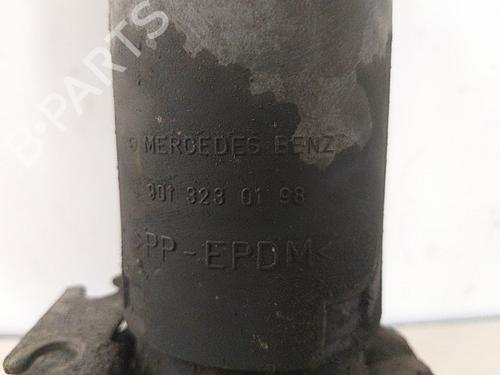 B-PARTS
MERCEDES BENZ
901 323 01 98
>PP-EPDM<